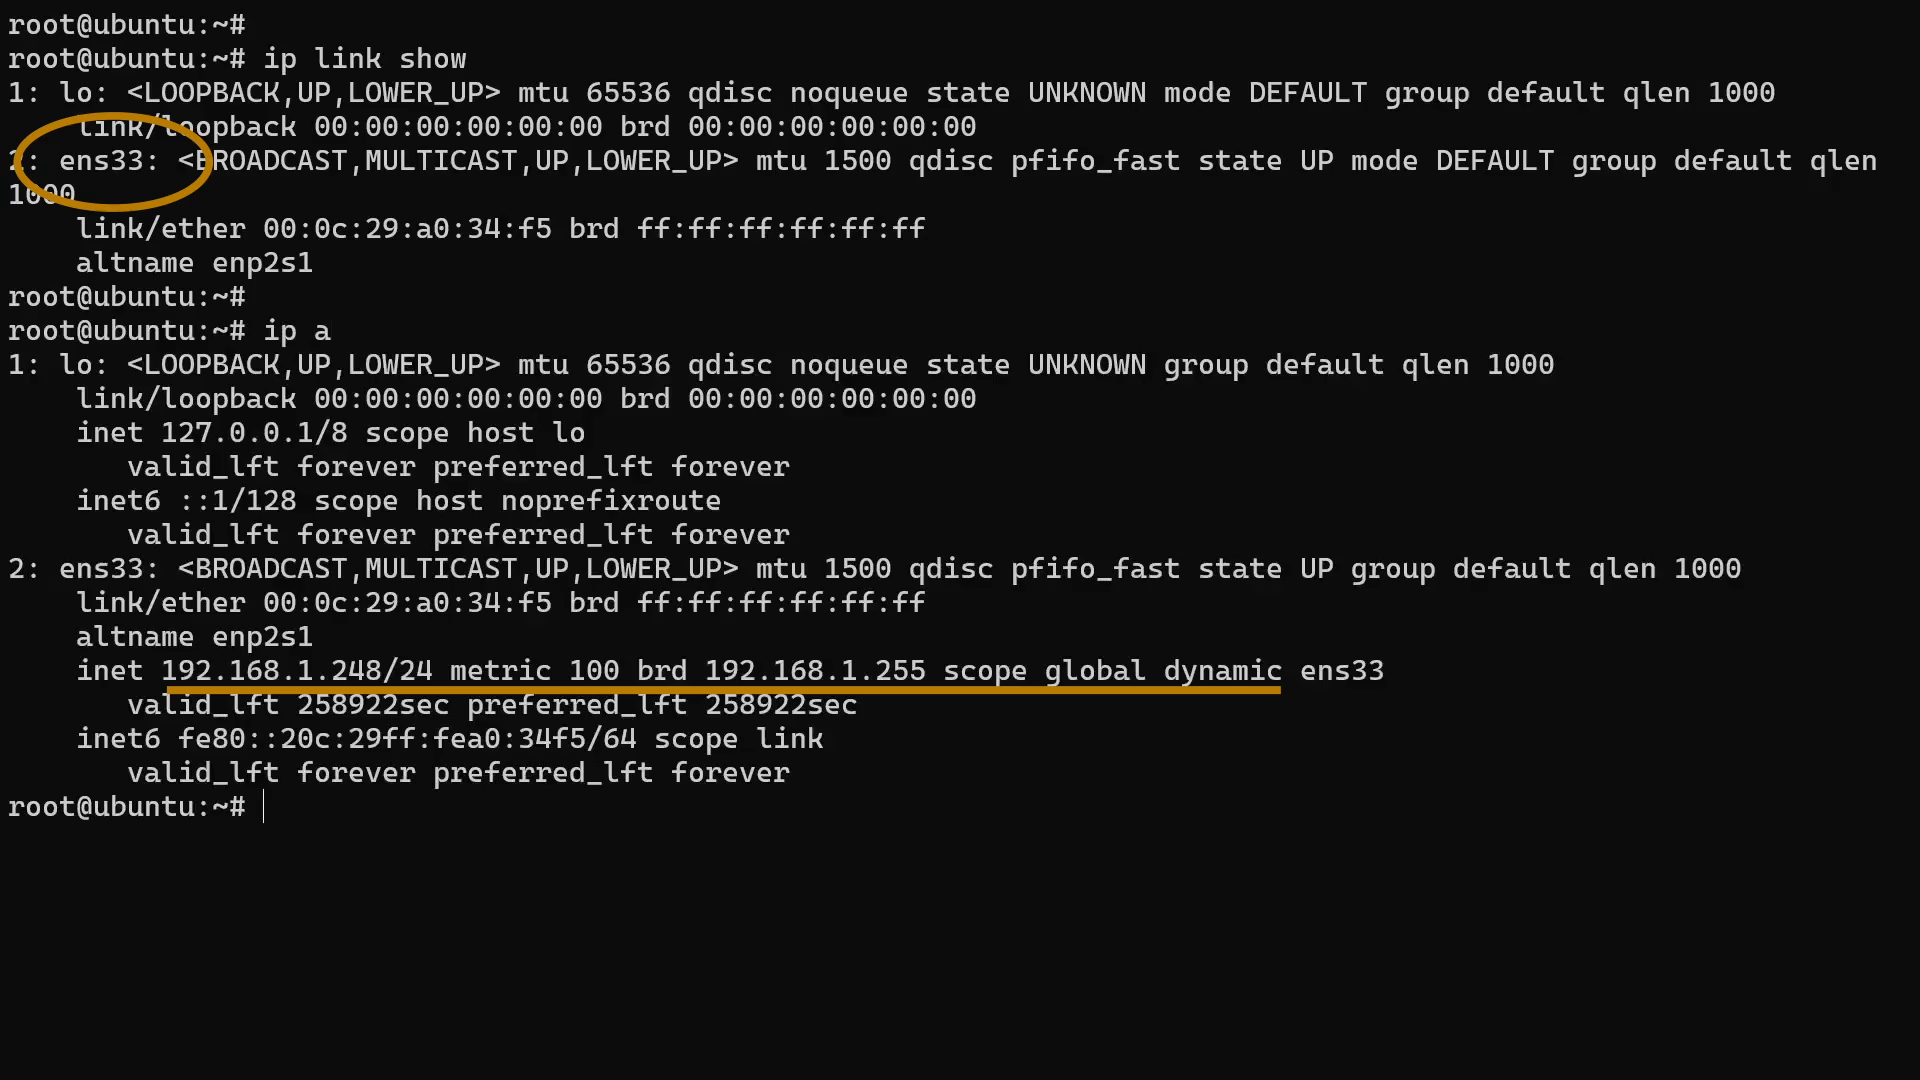 root@ubuntu:~#
root@ubuntu:~# ip link show
1: lo: <LOOPBACK,UP,LOWER_UP> mtu 65536 qdisc noqueue state UNKNOWN mode DEFAULT group default qlen 1000
    link/loopback 00:00:00:00:00:00 brd 00:00:00:00:00:00
2: ens33: <BROADCAST,MULTICAST,UP,LOWER_UP> mtu 1500 qdisc pfifo_fast state UP mode DEFAULT group default qlen
1000
    link/ether 00:0c:29:a0:34:f5 brd ff:ff:ff:ff:ff:ff
    altname enp2s1
root@ubuntu:~#
root@ubuntu:~# ip a
1: lo: <LOOPBACK,UP,LOWER_UP> mtu 65536 qdisc noqueue state UNKNOWN group default qlen 1000
    link/loopback 00:00:00:00:00:00 brd 00:00:00:00:00:00
    inet 127.0.0.1/8 scope host lo
       valid_lft forever preferred_lft forever
    inet6 ::1/128 scope host noprefixroute
       valid_lft forever preferred_lft forever
2: ens33: <BROADCAST,MULTICAST,UP,LOWER_UP> mtu 1500 qdisc pfifo_fast state UP group default qlen 1000
    link/ether 00:0c:29:a0:34:f5 brd ff:ff:ff:ff:ff:ff
    altname enp2s1
    inet 192.168.1.248/24 metric 100 brd 192.168.1.255 scope global dynamic ens33
       valid_lft 258922sec preferred_lft 258922sec
    inet6 fe80::20c:29ff:fea0:34f5/64 scope link
       valid_lft forever preferred_lft forever
root@ubuntu:~#